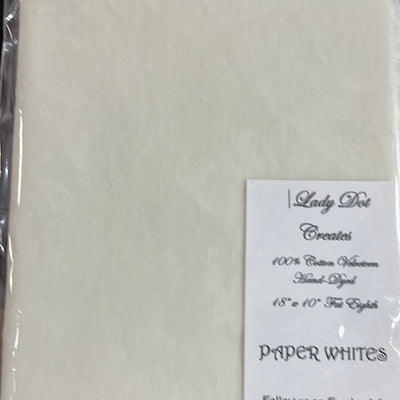 Lady Dot
Creates
100% Cotton Velveteen
Hand-Dyed
18" x 10" Fat Eighth
PAPER WHITES